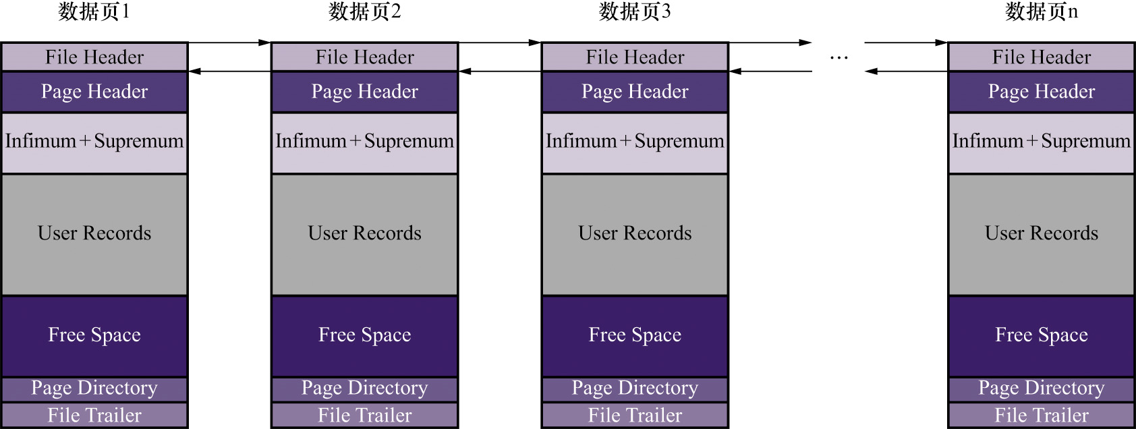 数据页1
数据页2
数据页3
数据页n
File Header
File Header
File Header
…
File Header
Page Header
Page Header
Page Header
Page Header
Infimum + Supremum
Infimum + Supremum
Infimum + Supremum
Infimum + Supremum
User Records
User Records
User Records
User Records
Free Space
Free Space
Free Space
Free Space
Page Directory
Page Directory
Page Directory
Page Directory
File Trailer
File Trailer
File Trailer
File Trailer